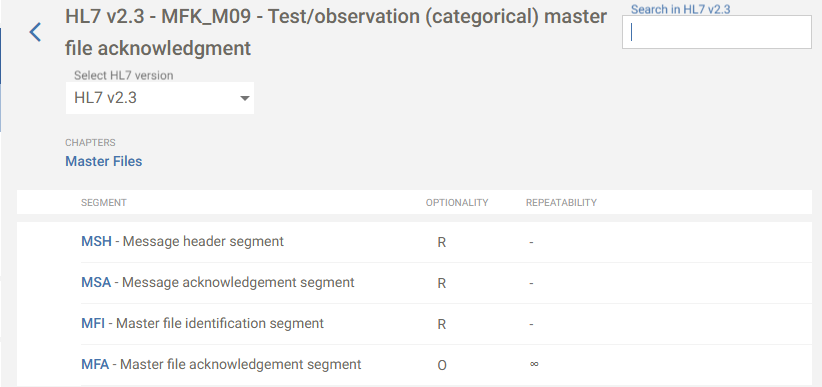 HL7 v2.3 - MFK_M09 - Test/observation (categorical) master
file acknowledgment
Search in HL7 v2.3
Select HL7 version
HL7 v2.3
CHAPTERS
Master Files
SEGMENT OPTIONALITY REPEATABILITY
MSH - Message header segment R -
MSA - Message acknowledgement segment R -
MFI - Master file identification segment R -
MFA - Master file acknowledgement segment O ∞